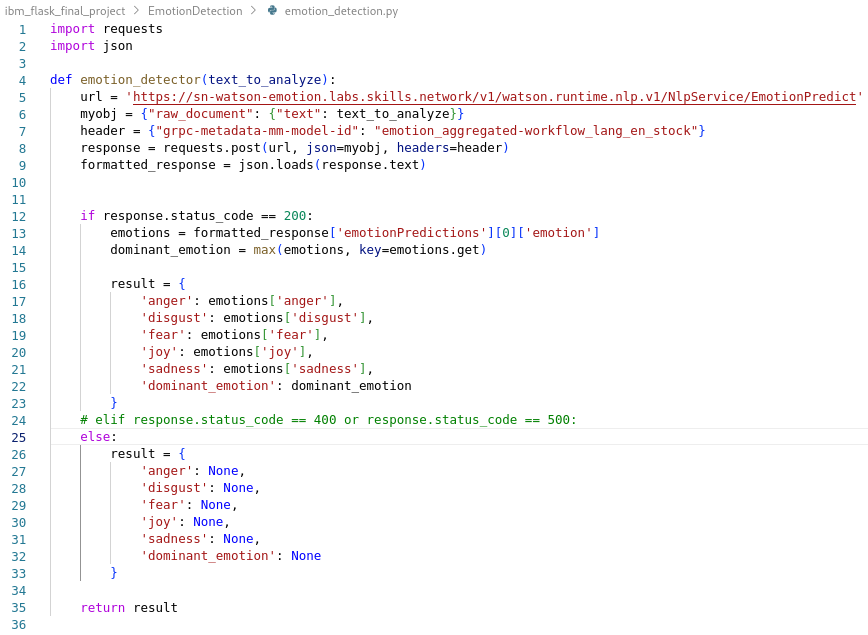 ibm_flask_final_project > EmotionDetection > emotion_detection.py
1 import requests
2 import json
3
4 def emotion_detector(text_to_analyze):
5     url = 'https://sn-watson-emotion.labs.skills.network/v1/watson.runtime.nlp.v1/NlpService/EmotionPredict'
6     myobj = {"raw_document": {"text": text_to_analyze}}
7     header = {"grpc-metadata-mm-model-id": "emotion_aggregated-workflow_lang_en_stock"}
8     response = requests.post(url, json=myobj, headers=header)
9     formatted_response = json.loads(response.text)
10
11
12     if response.status_code == 200:
13         emotions = formatted_response['emotionPredictions'][0]['emotion']
14         dominant_emotion = max(emotions, key=emotions.get)
15
16         result = {
17             'anger': emotions['anger'],
18             'disgust': emotions['disgust'],
19             'fear': emotions['fear'],
20             'joy': emotions['joy'],
21             'sadness': emotions['sadness'],
22             'dominant_emotion': dominant_emotion
23         }
24     # elif response.status_code == 400 or response.status_code == 500:
25     else:
26         result = {
27             'anger': None,
28             'disgust': None,
29             'fear': None,
30             'joy': None,
31             'sadness': None,
32             'dominant_emotion': None
33         }
34
35     return result
36